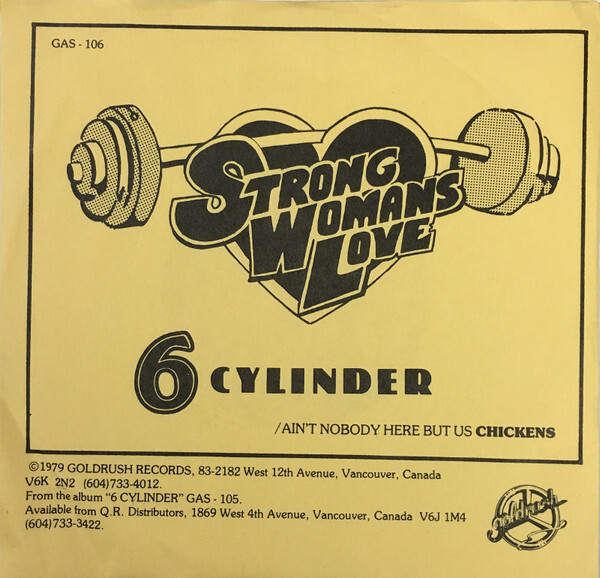 GAS - 106
STRONG
WOMANS
LOVE
6 CYLINDER
/AIN'T NOBODY HERE BUT US CHICKENS
©1979 GOLDRUSH RECORDS, 83-2182 West 12th Avenue, Vancouver, Canada
V6K 2N2 (604)733-4012.
From the album "6 CYLINDER" GAS - 105.
Available from Q.R. Distributors, 1869 West 4th Avenue, Vancouver, Canada V6J 1M4
(604)733-3422.
goldrush